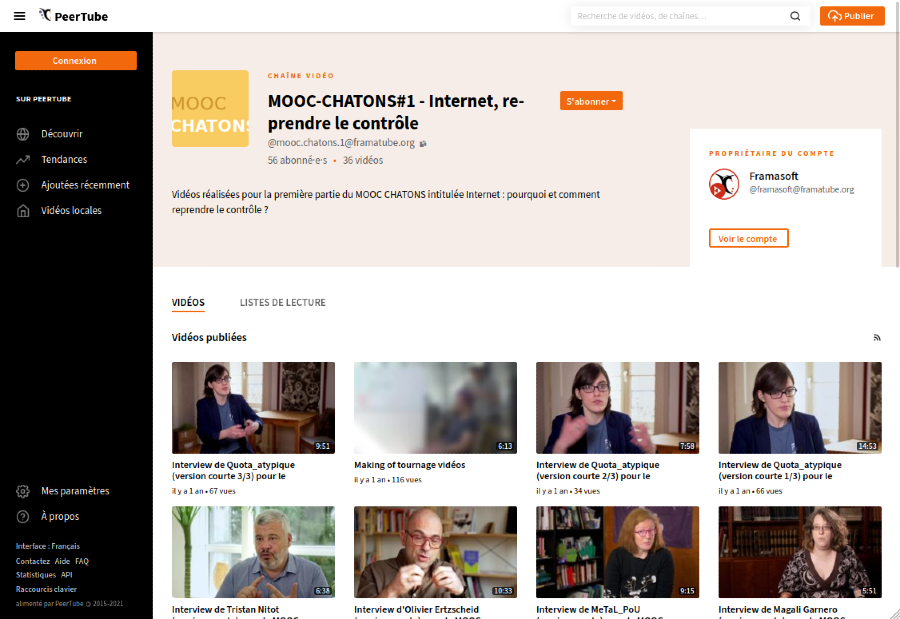 PeerTube
Recherche de vidéos, de chaînes…
Publier
Connexion
SUR PEERTUBE
Découvrir
Tendances
Ajoutées récemment
Vidéos locales
Mes paramètres
À propos
Interface : Français
Contactez Aide FAQ
Statistiques API
Raccourcis clavier
alimenté par PeerTube © 2015-2021
MOOC
CHATONS
CHAÎNE VIDÉO
MOOC-CHATONS#1 - Internet, re-
prendre le contrôle
@mooc.chatons.1@framatube.org
56 abonné·e·s • 36 vidéos
S'abonner
Vidéos réalisées pour la première partie du MOOC CHATONS intitulée Internet : pourquoi et comment
reprendre le contrôle ?
PROPRIÉTAIRE DU COMPTE
Framasoft
@framasoft@framatube.org
Voir le compte
VIDÉOS
LISTES DE LECTURE
Vidéos publiées
9:51
Interview de Quota_atypique
(version courte 3/3) pour le
il y a 1 an • 67 vues
6:13
Making of tournage vidéos
il y a 1 an • 116 vues
7:58
Interview de Quota_atypique
(version courte 2/3) pour le
il y a 1 an • 34 vues
14:53
Interview de Quota_atypique
(version courte 1/3) pour le
il y a 1 an • 66 vues
6:38
Interview de Tristan Nitot
10:33
Interview d'Olivier Ertzscheid
9:15
Interview de MeTaL_PoU
5:51
Interview de Magali Garnero